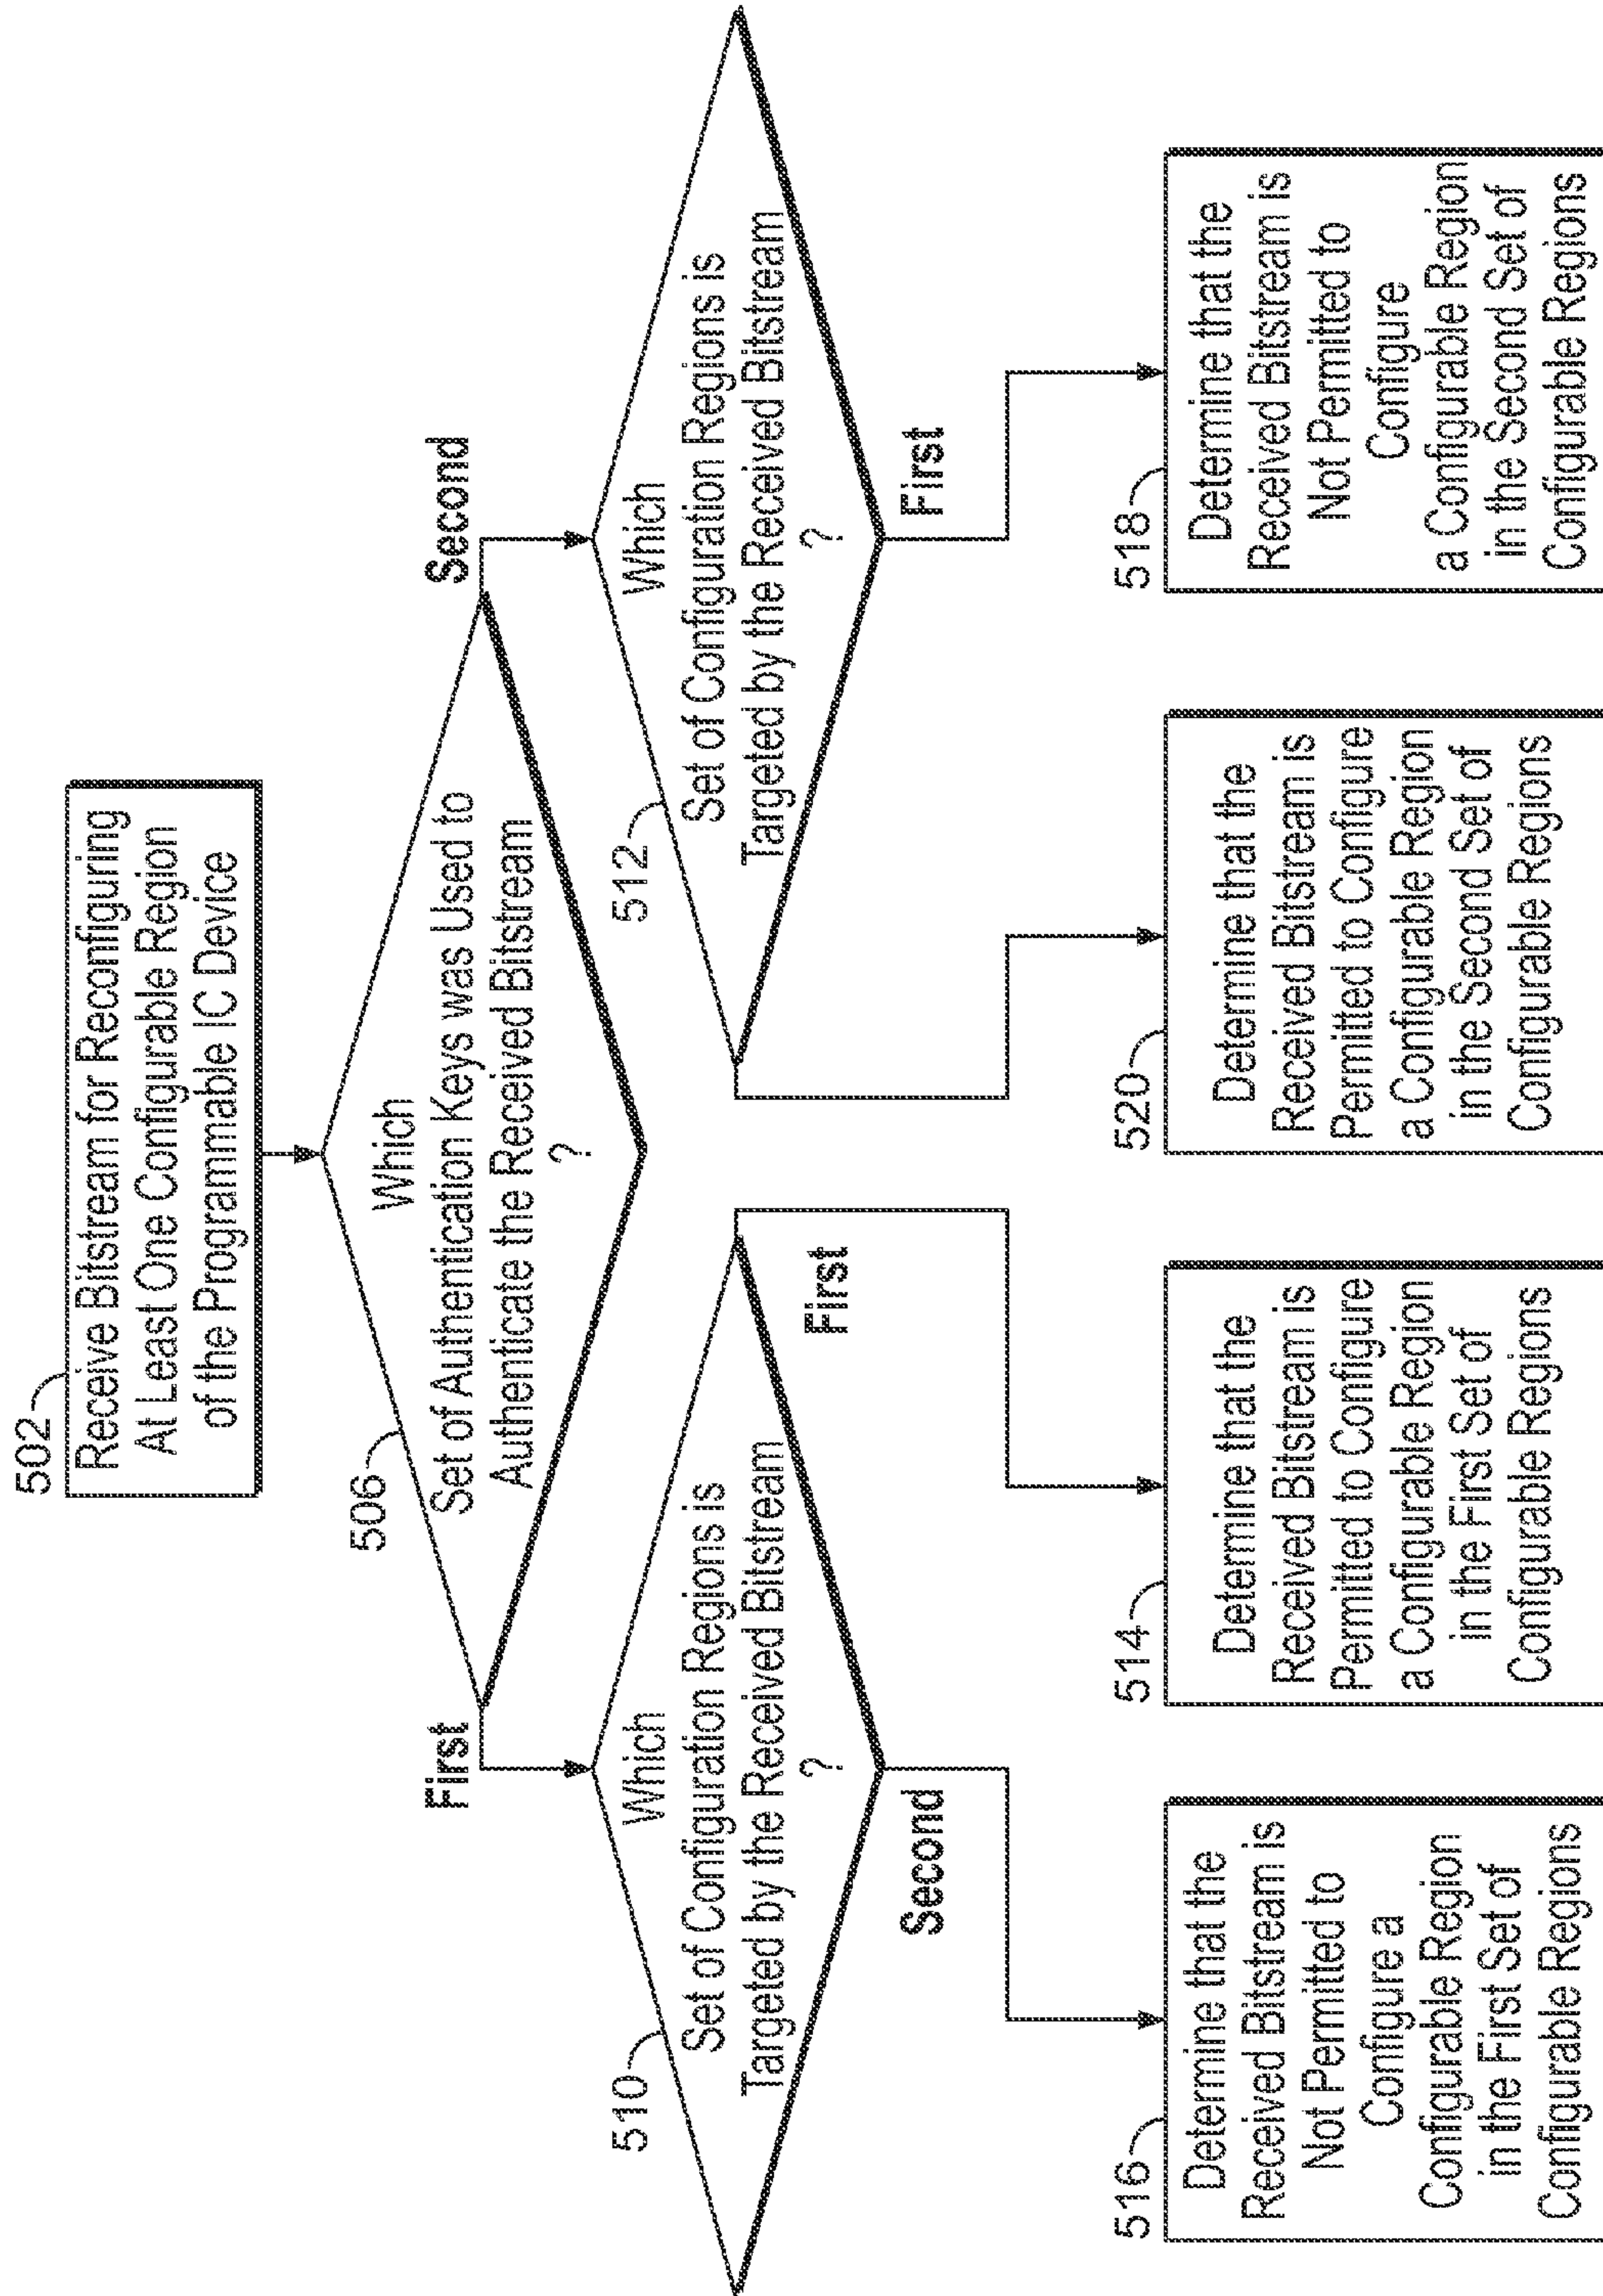 502
Receive Bitstream for Reconfiguring
At Least One Configurable Region
of the Programmable IC Device
506
Which
Set of Authentication Keys was Used to
Authenticate the Received Bitstream
?
First
Second
510
Which
Set of Configuration Regions is
Targeted by the Received Bitstream
?
First
Second
512
Which
Set of Configuration Regions is
Targeted by the Received Bitstream
?
First
516
Determine that the
Received Bitstream is
Not Permitted to
Configure a
Configurable Region
in the First Set of
Configurable Regions
514
Determine that the
Received Bitstream is
Permitted to Configure
a Configurable Region
in the First Set of
Configurable Regions
520
Determine that the
Received Bitstream is
Permitted to Configure
a Configurable Region
in the Second Set of
Configurable Regions
518
Determine that the
Received Bitstream is
Not Permitted to
Configure
a Configurable Region
in the Second Set of
Configurable Regions